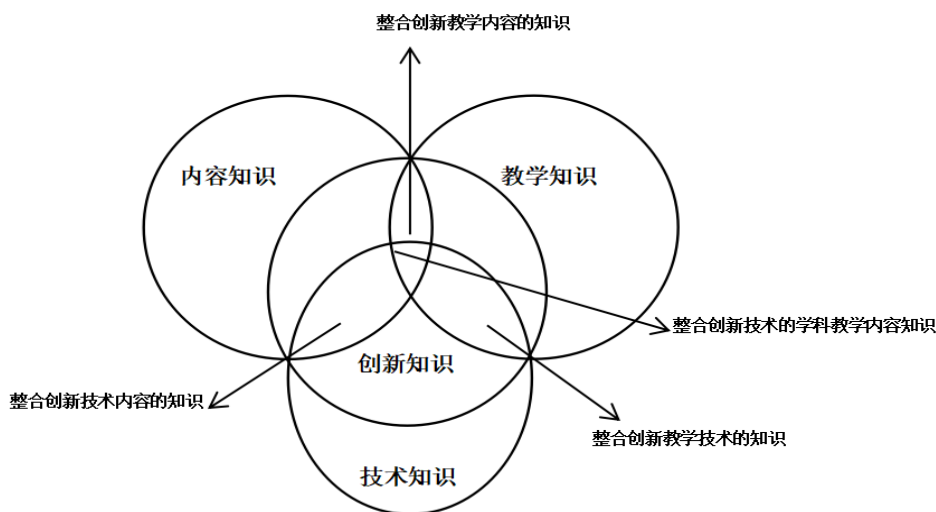 整合创新教学内容的知识
内容知识
教学知识
整合创新技术的学科教学内容知识
创新知识
整合创新技术内容的知识
整合创新教学技术的知识
技术知识